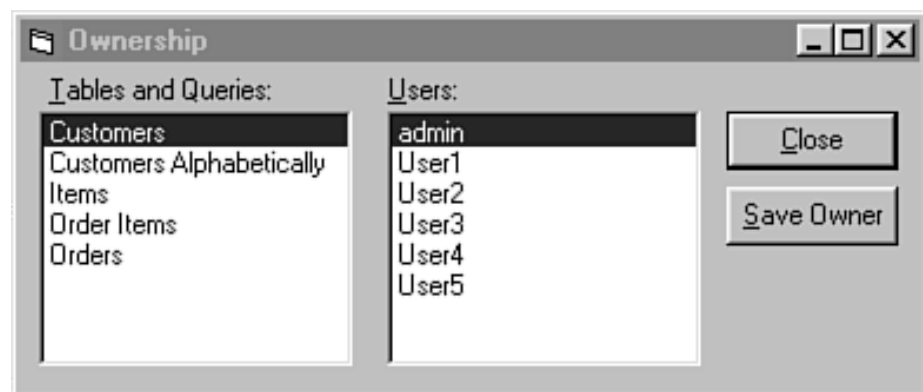 Ownership
Tables and Queries:
Customers
Customers Alphabetically
Items
Order Items
Orders
Users:
admin
User1
User2
User3
User4
User5
Close
Save Owner